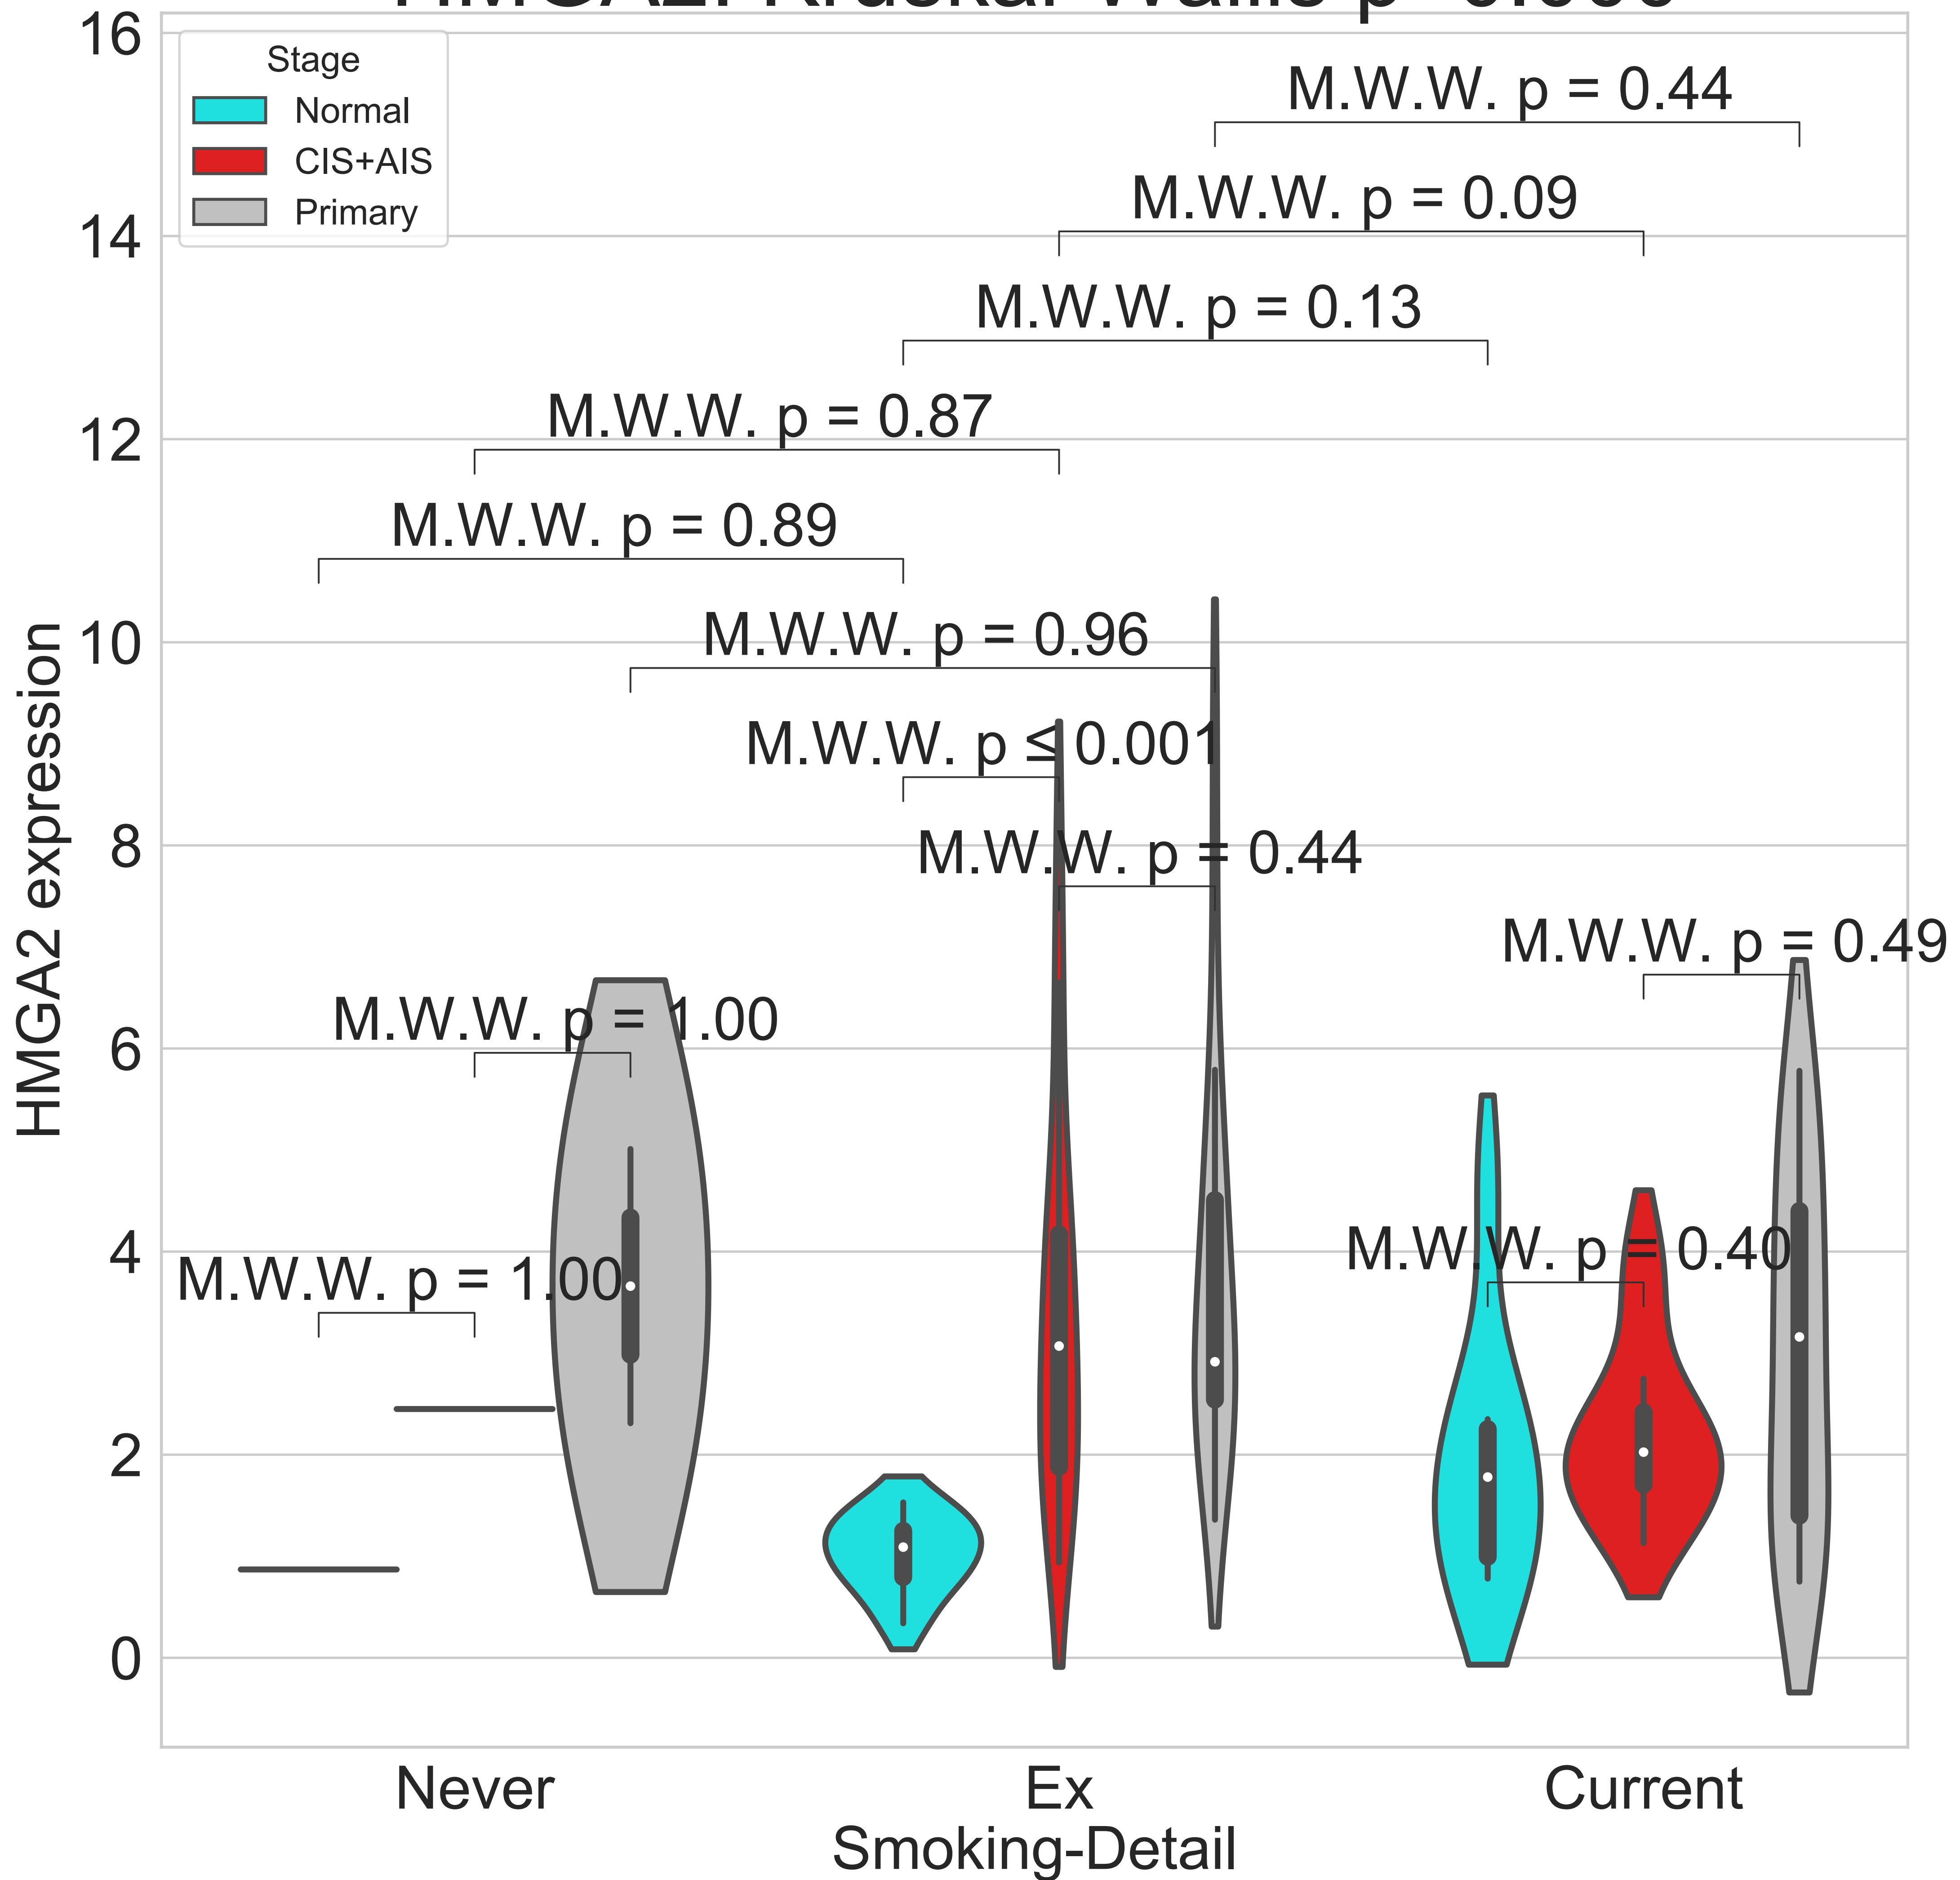 16
Stage
Normal
CIS+AIS
Primary
M.W.W. p = 0.44
M.W.W. p = 0.09
14
M.W.W. p = 0.13
M.W.W. p = 0.87
12
M.W.W. p = 0.89
M.W.W. p = 0.96
10
M.W.W. p ≤ 0.001
M.W.W. p = 0.44
8
M.W.W. p = 0.49
M.W.W. p = 1.00
6
M.W.W. p = 0.40
4
M.W.W. p = 1.00
2
0
HMGA2 expression
Never
Ex
Current
Smoking-Detail